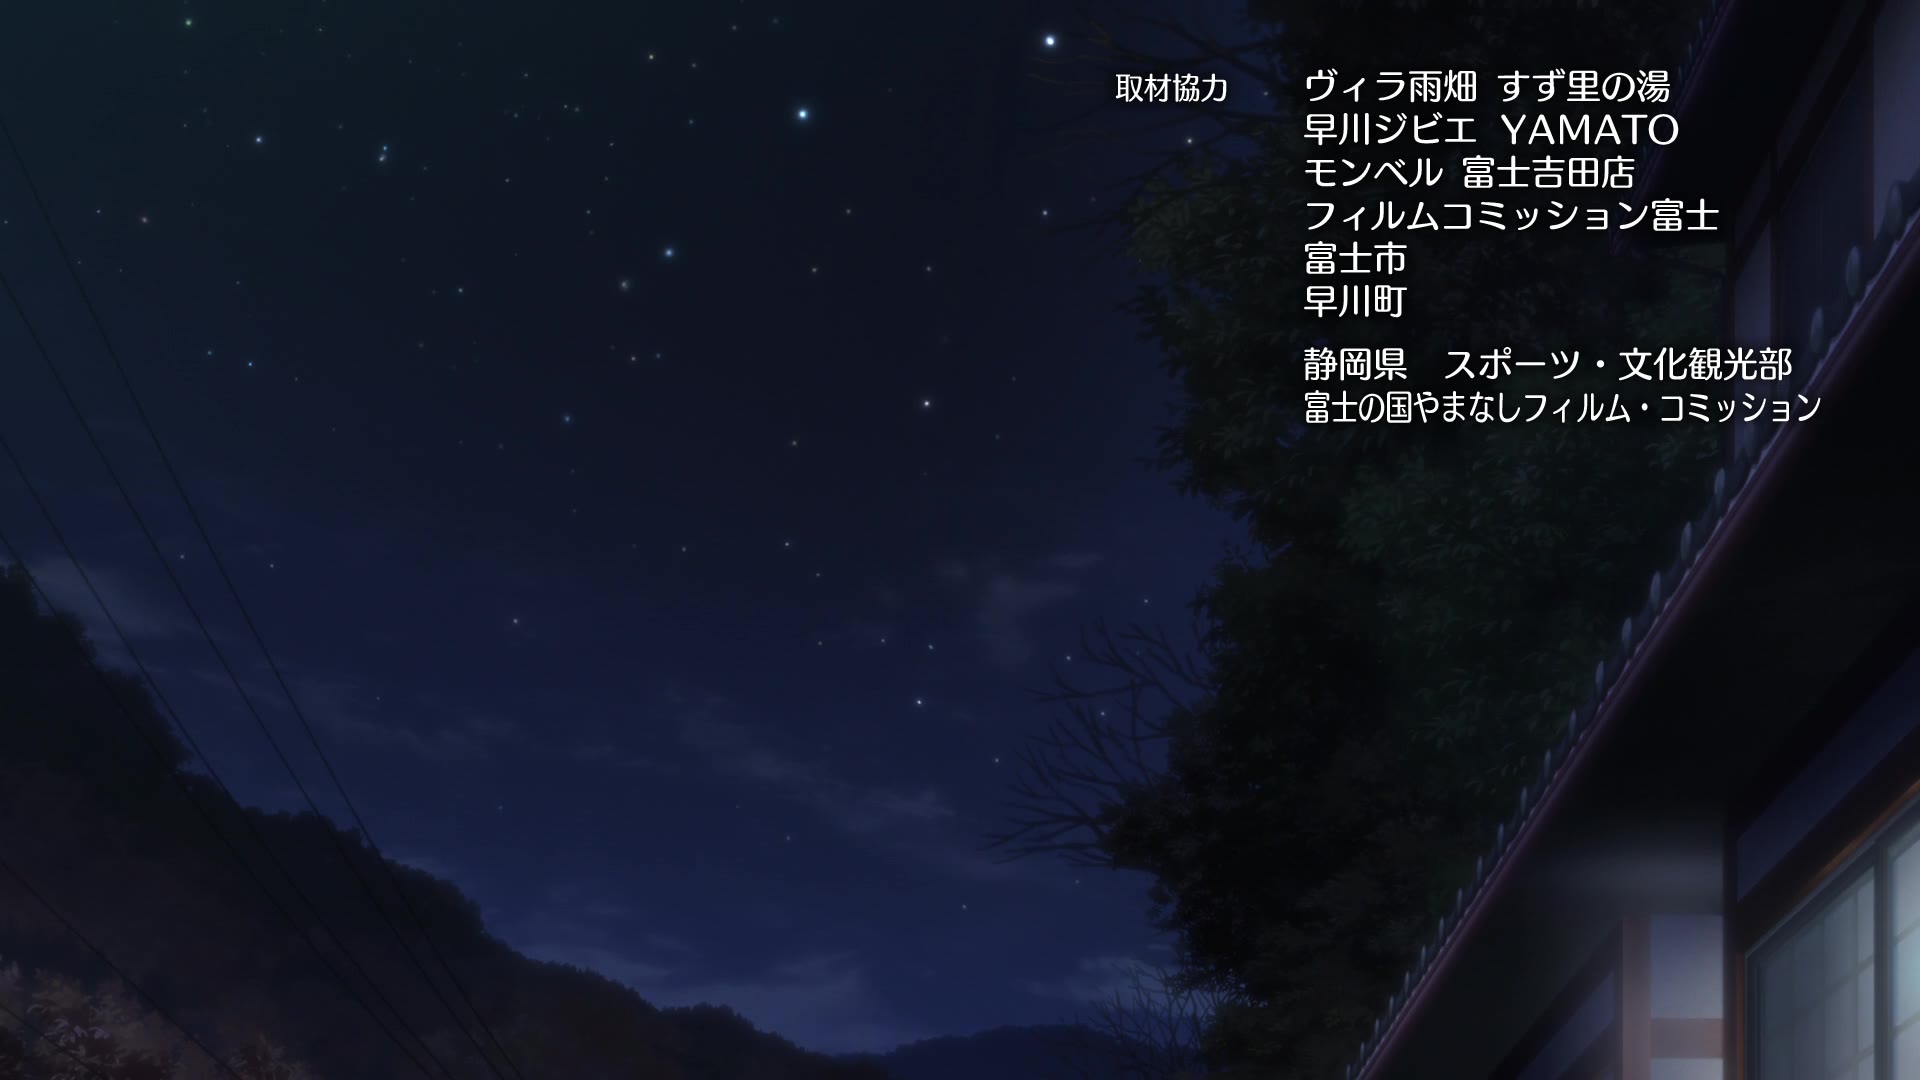 取材協力
ヴィラ雨畑 すず里の湯
早川ジビエ YAMATO
モンベル 富士吉田店
フィルムコミッション富士
富士市
早川町
静岡県　スポーツ・文化観光部
富士の国やまなしフィルム・コミッション